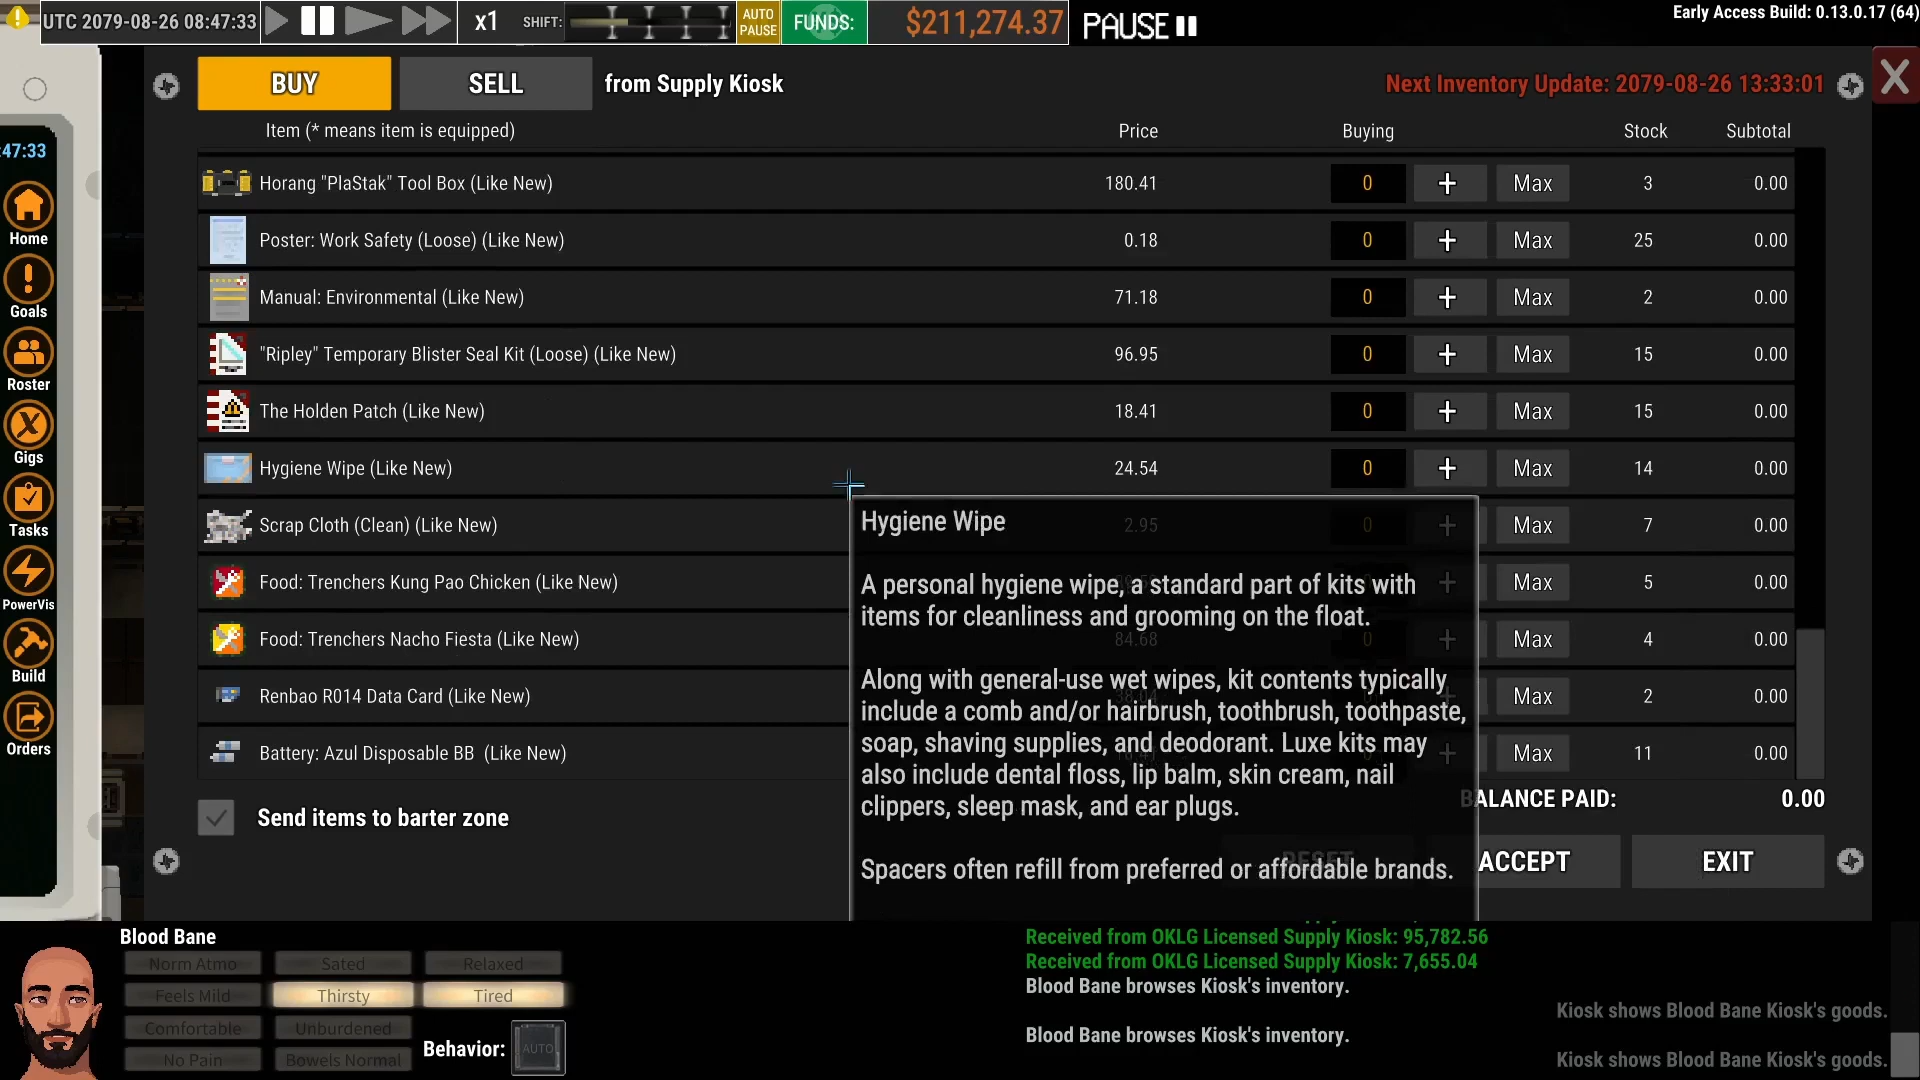 UTC 2079-08-26 08:47:33
x1
SHIFT:
AUTO PAUSE
FUNDS:
$211,274.37
PAUSE
Early Access Build: 0.13.0.17 (64)
BUY
SELL
from Supply Kiosk
Next Inventory Update: 2079-08-26 13:33:01
X
Item (* means item is equipped)
Price
Buying
Stock
Subtotal
:47:33
Home
Goals
Roster
Gigs
Tasks
PowerVis
Build
Orders
Horang "PlaStak" Tool Box (Like New) 180.41 0 + Max 3 0.00
Poster: Work Safety (Loose) (Like New) 0.18 0 + Max 25 0.00
Manual: Environmental (Like New) 71.18 0 + Max 2 0.00
"Ripley" Temporary Blister Seal Kit (Loose) (Like New) 96.95 0 + Max 15 0.00
The Holden Patch (Like New) 18.41 0 + Max 15 0.00
Hygiene Wipe (Like New) 24.54 0 + Max 14 0.00
Scrap Cloth (Clean) (Like New) 2.95 0 + Max 7 0.00
Food: Trenchers Kung Pao Chicken (Like New) + Max 5 0.00
Food: Trenchers Nacho Fiesta (Like New) 84.68 0 + Max 4 0.00
Renbao R014 Data Card (Like New) Max 2 0.00
Battery: Azul Disposable BB (Like New) + Max 11 0.00
Hygiene Wipe
A personal hygiene wipe, a standard part of kits with
items for cleanliness and grooming on the float.
Along with general-use wet wipes, kit contents typically
include a comb and/or hairbrush, toothbrush, toothpaste,
soap, shaving supplies, and deodorant. Luxe kits may
also include dental floss, lip balm, skin cream, nail
clippers, sleep mask, and ear plugs.
Spacers often refill from preferred or affordable brands.
Send items to barter zone
BALANCE PAID: 0.00
RESET
ACCEPT
EXIT
Blood Bane
Norm Atmo
Sated
Relaxed
Feels Mild
Thirsty
Tired
Comfortable
Unburdened
No Pain
Bowels Normal
Behavior:
AUTO
Received from OKLG Licensed Supply Kiosk: 95,782.56
Received from OKLG Licensed Supply Kiosk: 7,655.04
Blood Bane browses Kiosk's inventory.
Kiosk shows Blood Bane Kiosk's goods.
Blood Bane browses Kiosk's inventory.
Kiosk shows Blood Bane Kiosk's goods.